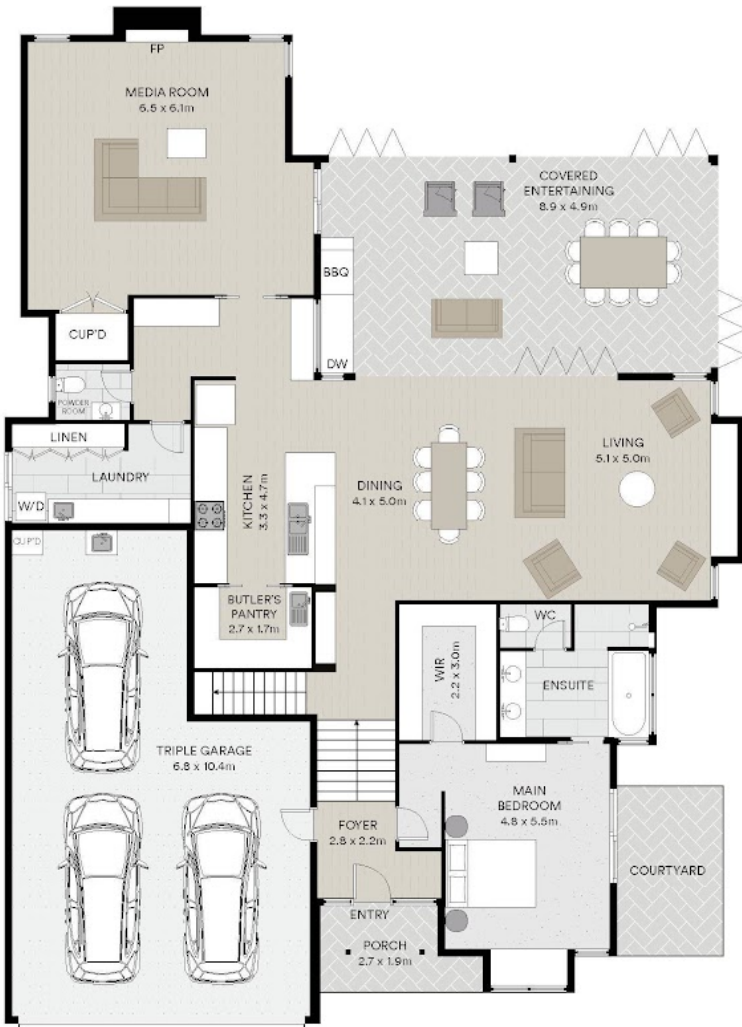 FP
MEDIA ROOM
6.5 x 6.1m
COVERED
ENTERTAINING
8.9 x 4.9m
BBQ
DW
CUP'D
POWDER
ROOM
LINEN
LAUNDRY
W/D
KITCHEN
3.3 x 4.7m
DINING
4.1 x 5.0m
LIVING
5.1 x 5.0m
CUP'D
BUTLER'S
PANTRY
2.7 x 1.7m
WIR
2.2 x 3.0m
WC
ENSUITE
TRIPLE GARAGE
6.8 x 10.4m
MAIN
BEDROOM
4.8 x 5.5m
FOYER
2.8 x 2.2m
COURTYARD
ENTRY
PORCH
2.7 x 1.9m